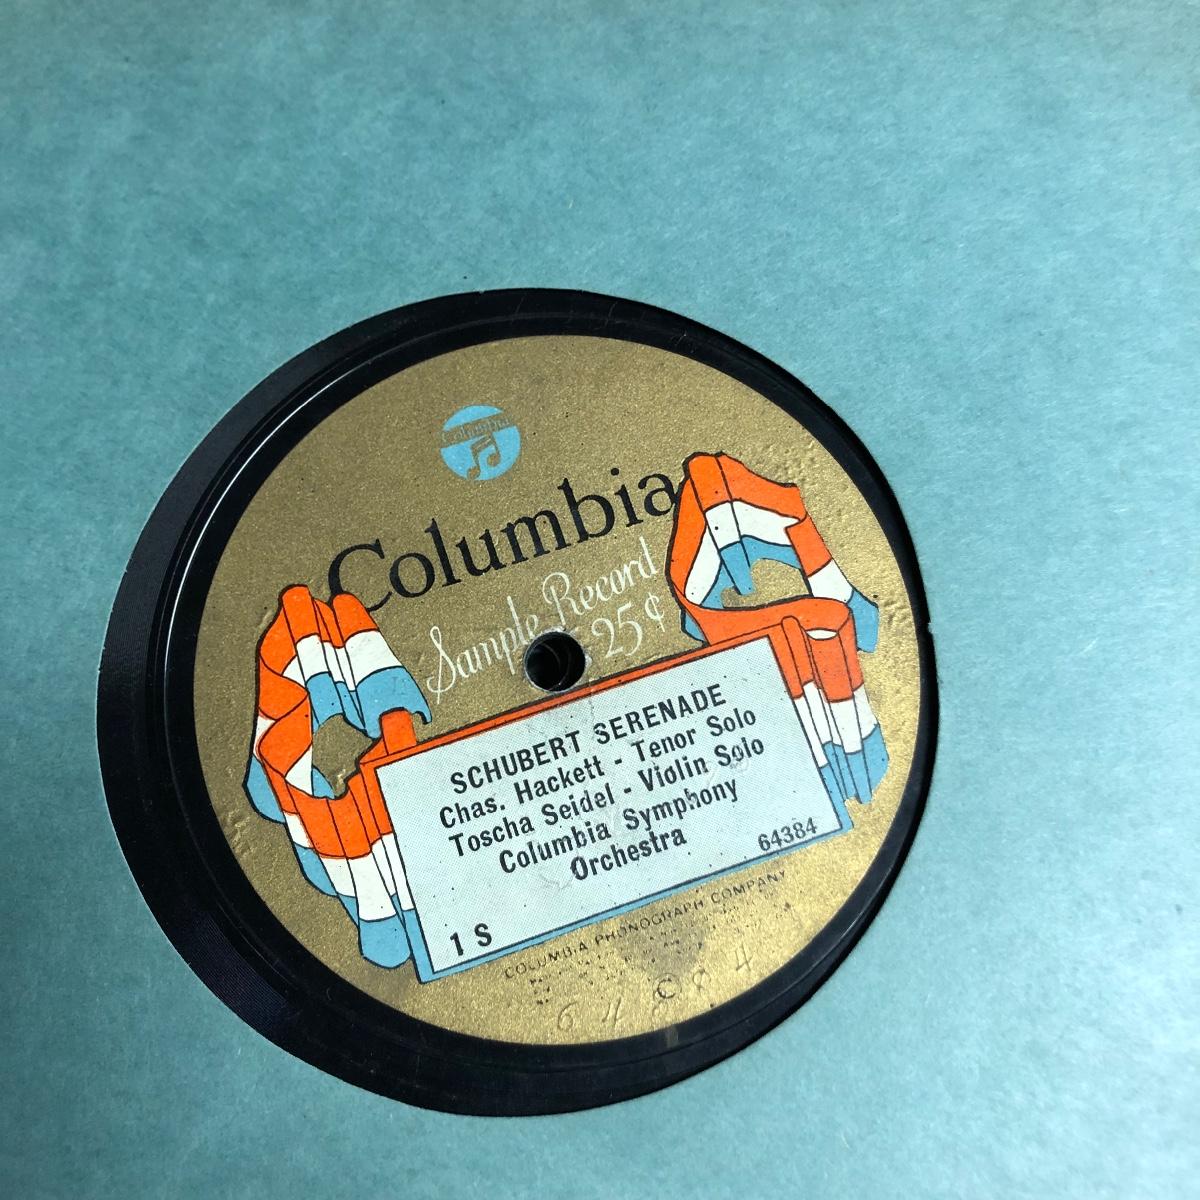 Columbia
Columbia
Sample Record
25¢
SCHUBERT SERENADE
Chas. Hackett - Tenor Solo
Toscha Seidel - Violin Solo
Columbia Symphony
Orchestra
64384
1 S
COLUMBIA PHONOGRAPH COMPANY